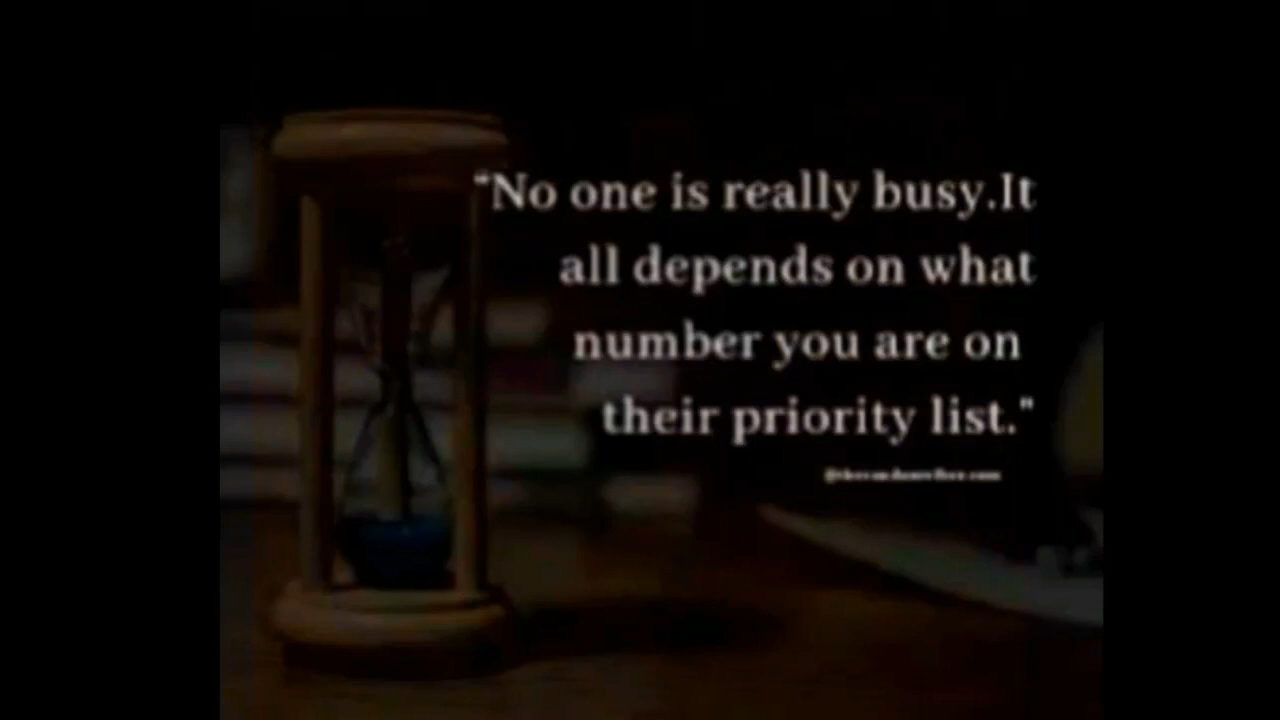 "No one is really busy.It
all depends on what
number you are on
their priority list."